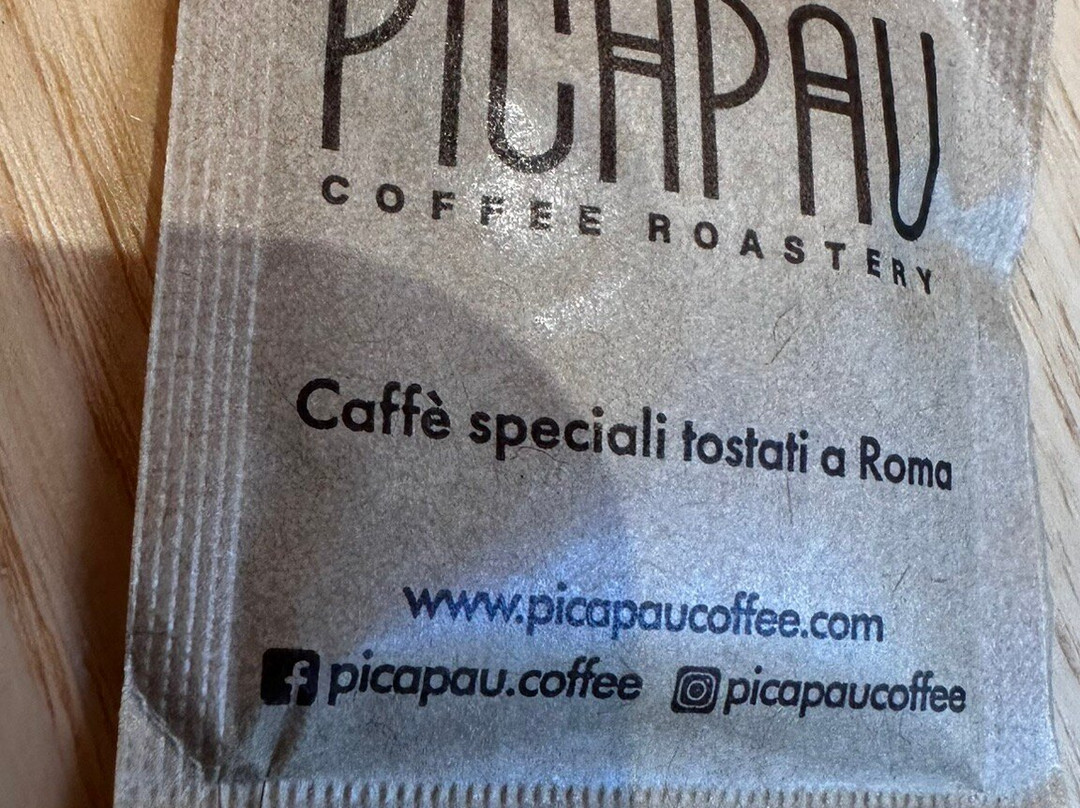 PICAPAU
COFFEE ROASTERY
Caffè speciali tostati a Roma
www.picapaucoffee.com
picapau.coffee picapaucoffee